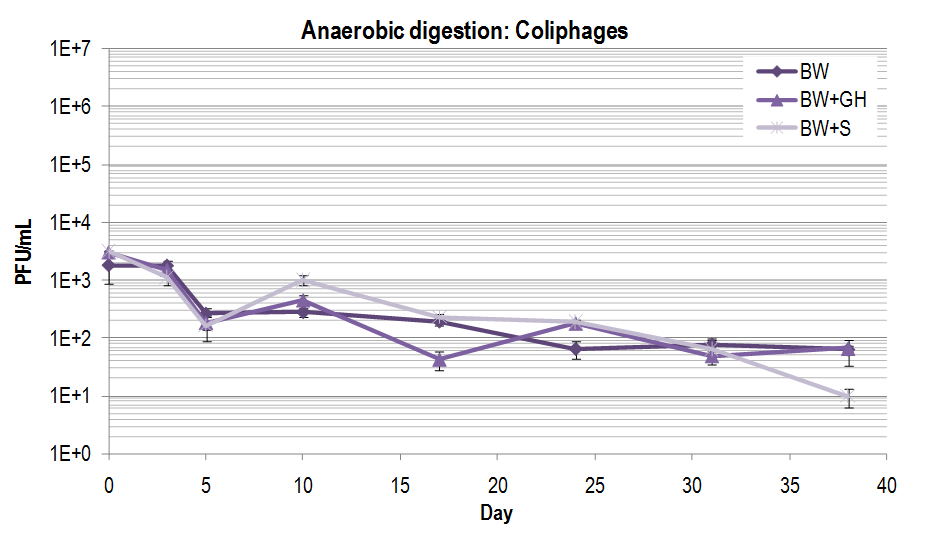 Anaerobic digestion: Coliphages
1E+7
1E+6
1E+5
1E+4
1E+3
1E+2
1E+1
1E+0
PFU/mL
BW
BW+GH
BW+S
0 5 10 15 20 25 30 35 40
Day